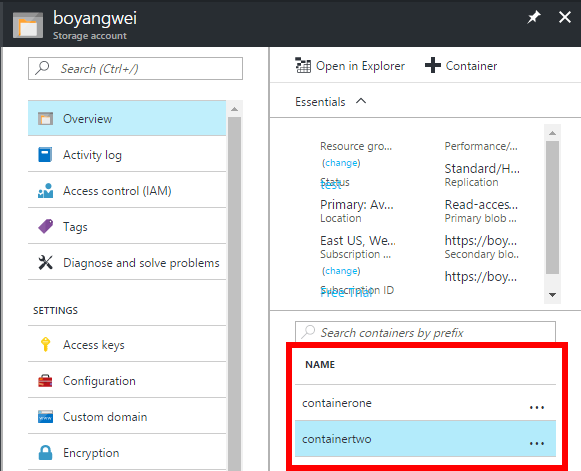 boyangwei
Storage account
Search (Ctrl+/)
Overview
Activity log
Access control (IAM)
Tags
Diagnose and solve problems
SETTINGS
Access keys
Configuration
Custom domain
Encryption
Open in Explorer
Container
Essentials
Resource gro...
(change)
test
Status
Primary: Av...
Location
East US, We...
Subscription ...
(change)
Free Trial
Subscription ID
Performance/...
Standard/H...
Replication
Read-acces...
Primary blob
https://boy...
Secondary blo...
https://boy...
Search containers by prefix
NAME
containerone ...
containertwo ...